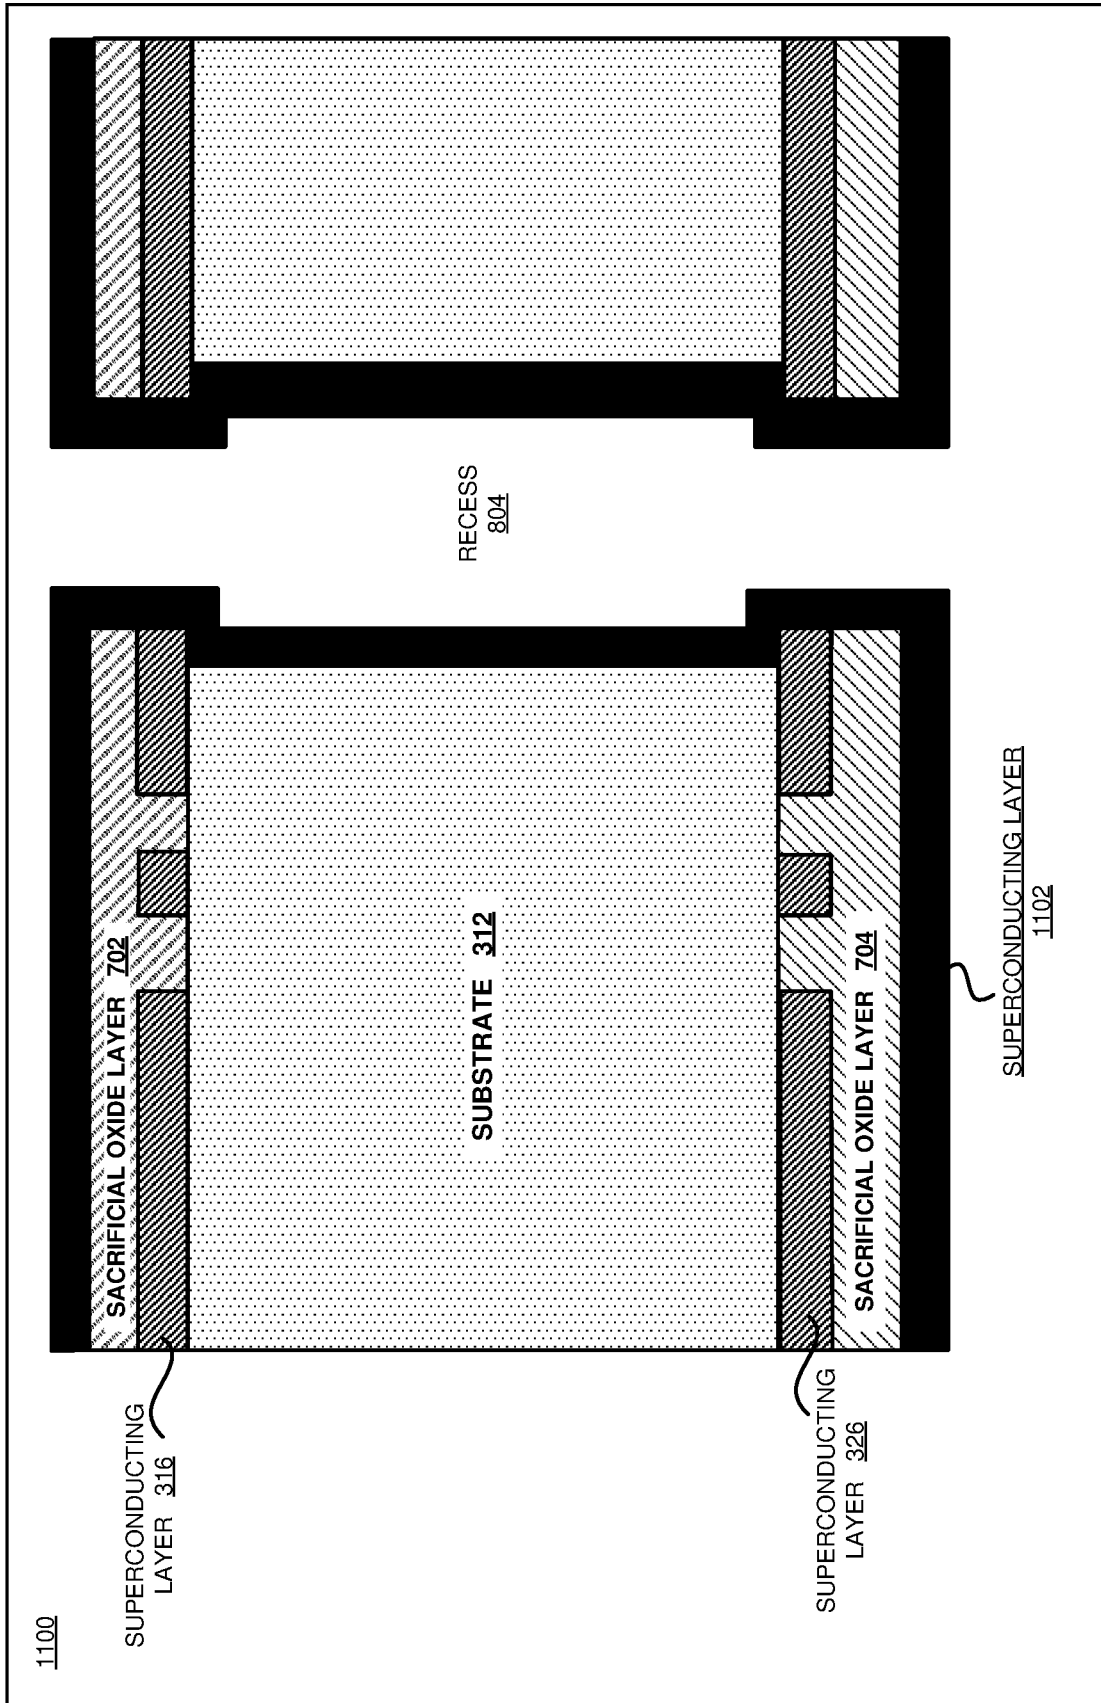 1100
SUPERCONDUCTING
LAYER 316
SACRIFICIAL OXIDE LAYER 702
SUBSTRATE 312
RECESS
804
SUPERCONDUCTING
LAYER 326
SACRIFICIAL OXIDE LAYER 704
SUPERCONDUCTING LAYER
1102